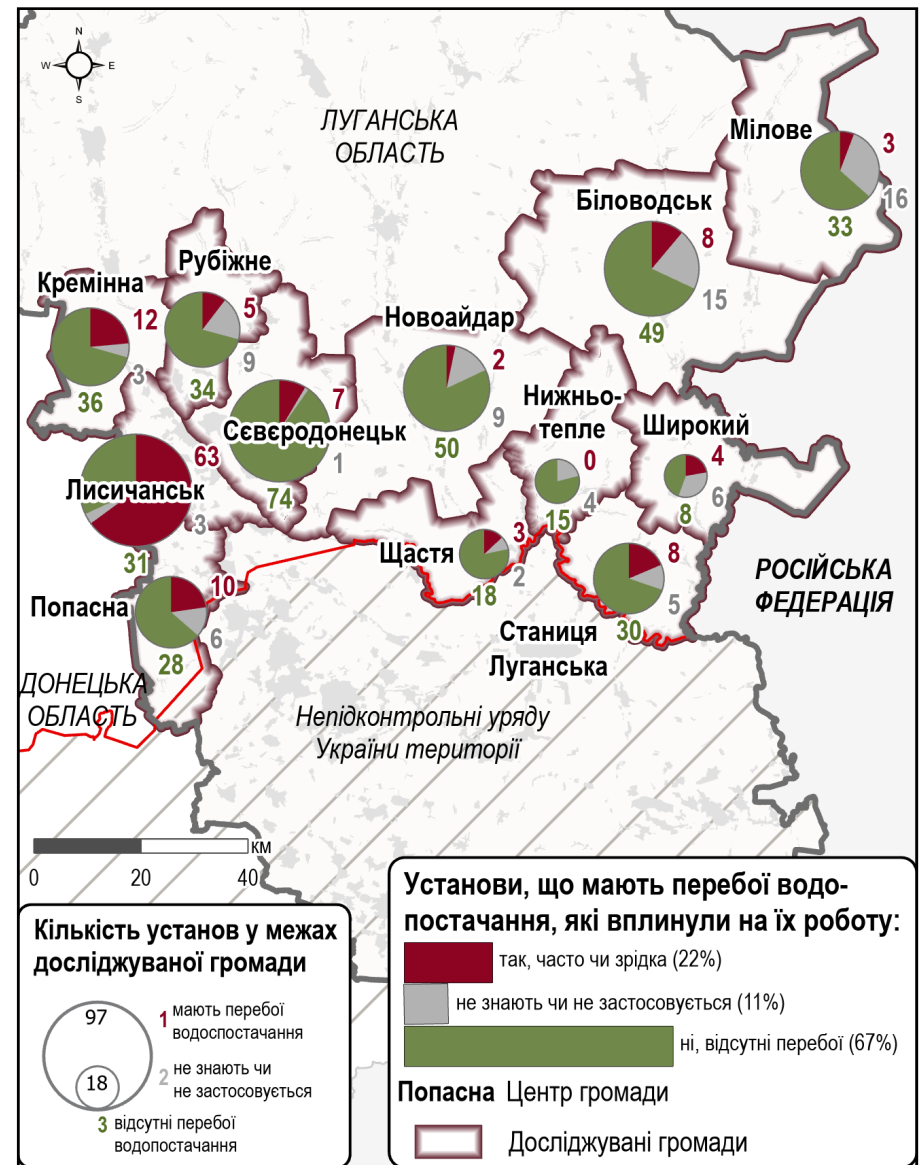 N
W E
S
ЛУГАНСЬКА
ОБЛАСТЬ
Мілове
3
16
33
Біловодськ
8
15
49
Рубіжне
5
9
34
Кремінна
12
3
36
Новоайдар
2
9
50
Сєвєродонецьк
7
1
74
Нижньо-
тепле
0
4
15
Широкий
4
6
8
Лисичанськ
63
3
31
Щастя
3
2
18
Станиця
Луганська
8
5
30
Попасна
10
6
28
РОСІЙСЬКА
ФЕДЕРАЦІЯ
ДОНЕЦЬКА
ОБЛАСТЬ
Непідконтрольні уряду
України території
км
0 20 40
Кількість установ у межах
досліджуваної громади
97
18
1 мають перебої
водоспостачання
2 не знають чи
не застосовується
3 відсутні перебої
водопостачання
Установи, що мають перебої водо-
постачання, які вплинули на їх роботу:
так, часто чи зрідка (22%)
не знають чи не застосовується (11%)
ні, відсутні перебої (67%)
Попасна Центр громади
Досліджувані громади